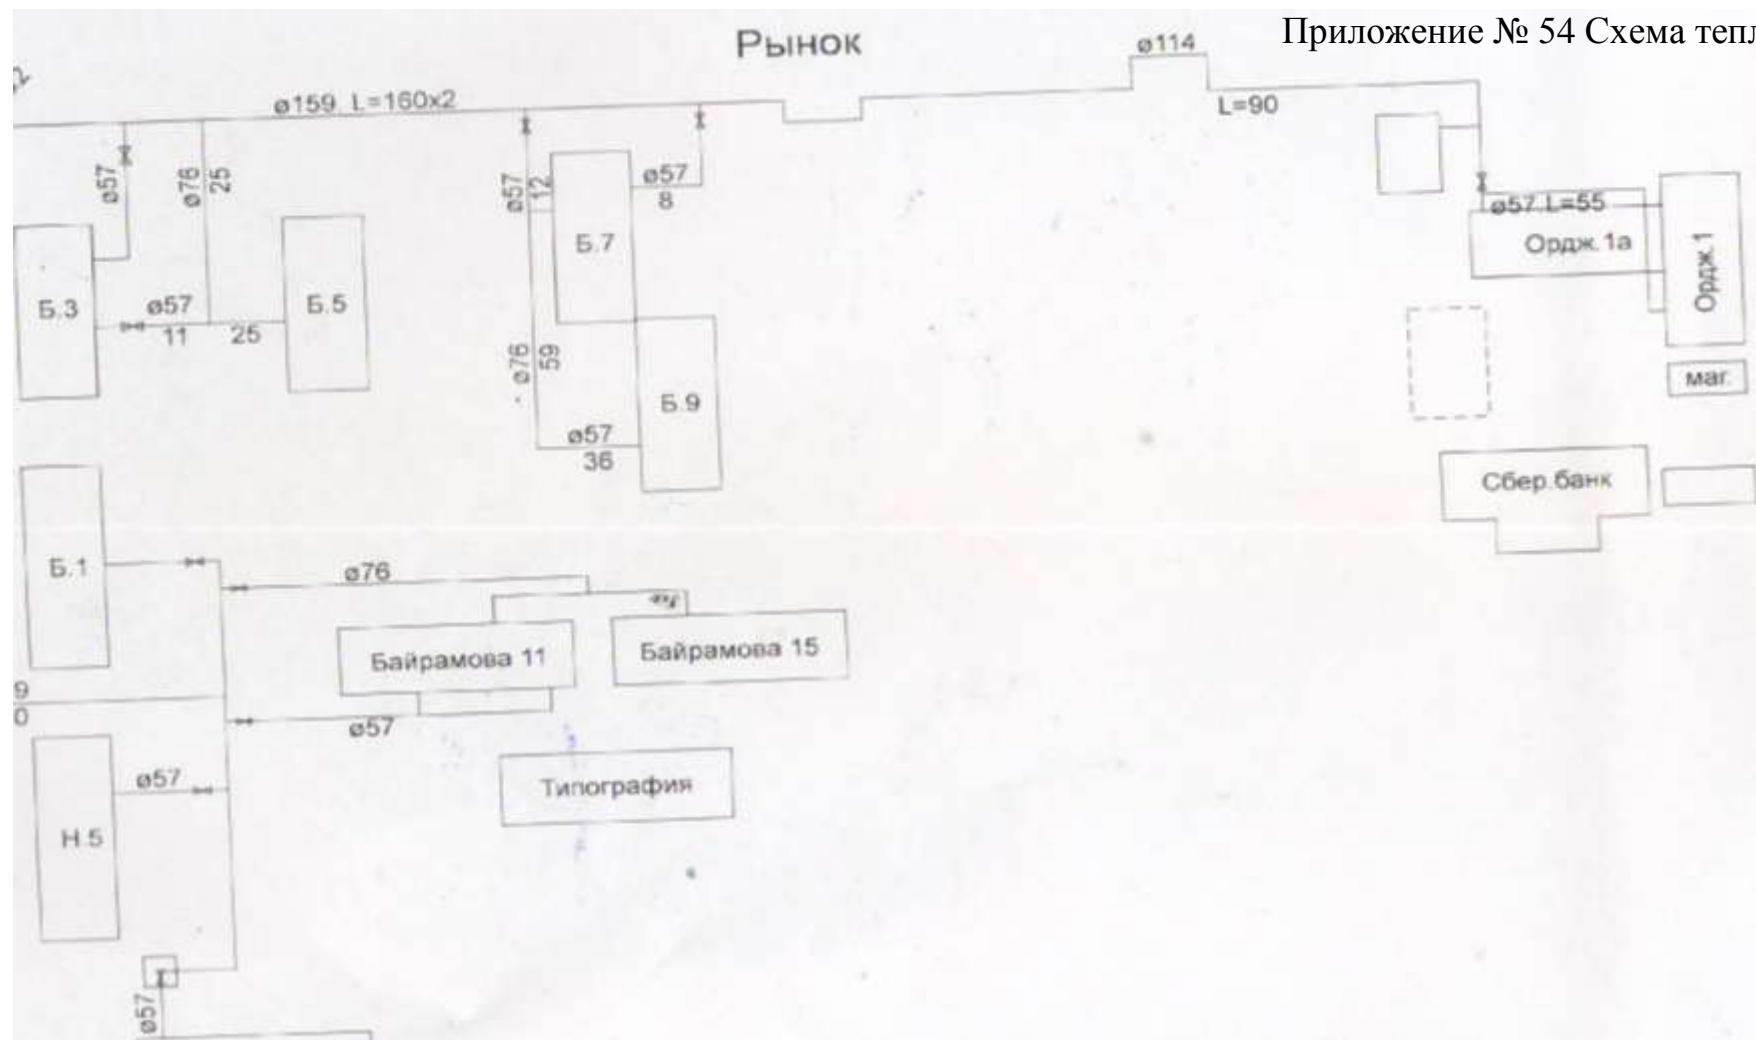 Приложение № 54 Схема тепл
Рынок
ø114
ø159 L=160x2
L=90
ø57
ø76
25
ø57
12
ø57
8
ø57 L=55
Б.7
Ордж.1а
Ордж.1
Б.3
ø57
11
25
Б.5
ø76
59
Б.9
маг.
ø57
36
Сбер.банк
Б.1
ø76
Байрамова 11
Байрамова 15
9
0
ø57
ø57
Типография
Н.5
ø57